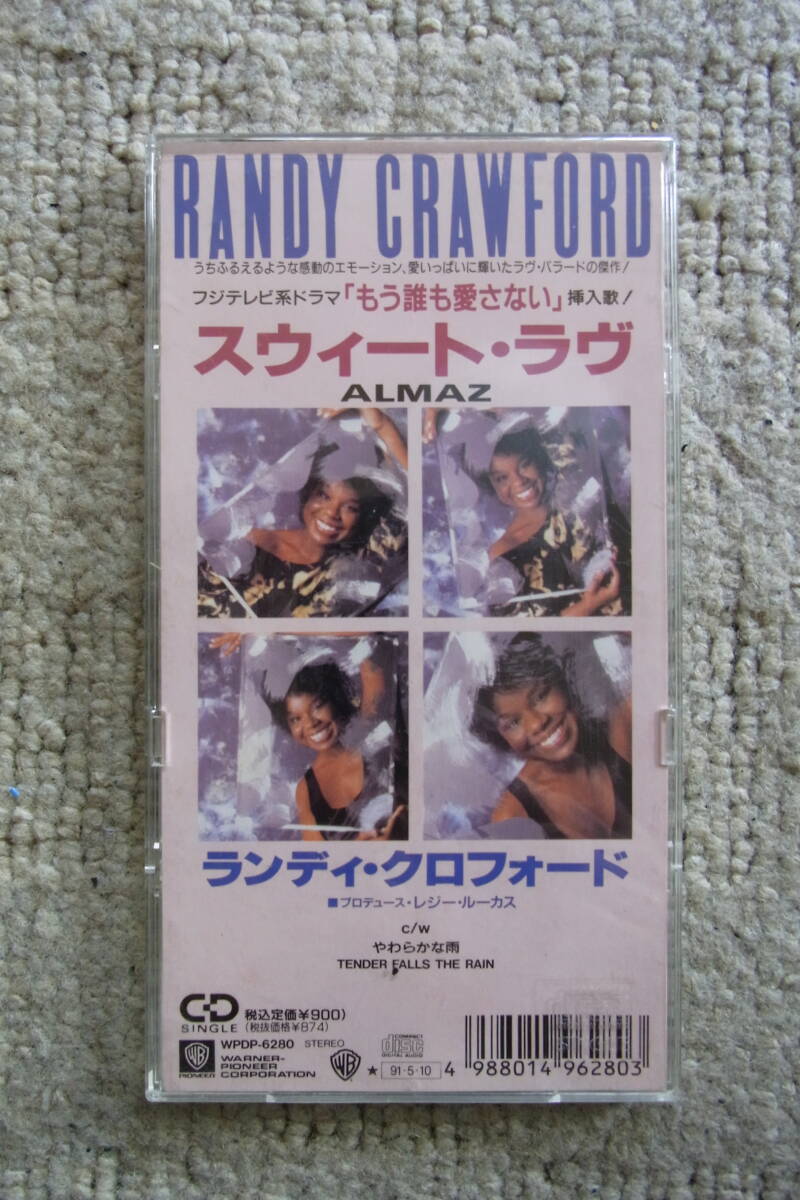 RANDY CRAWFORD
うちふるえるような感動のエモーション、愛いっぱいに輝いたラヴ・バラードの傑作!
フジテレビ系ドラマ「もう誰も愛さない」挿入歌!
スウィート・ラヴ
ALMAZ
ランディ・クロフォード
■プロデュース・レジー・ルーカス
c/w
やわらかな雨
TENDER FALLS THE RAIN
CD SINGLE
税込定価¥900)
(税抜価格¥874)
WPDP-6280 STEREO
WB PIONEER
WARNER-PIONEER CORPORATION
WB
COMPACT disc DIGITAL AUDIO
★ 91・5・10
4 988014 962803